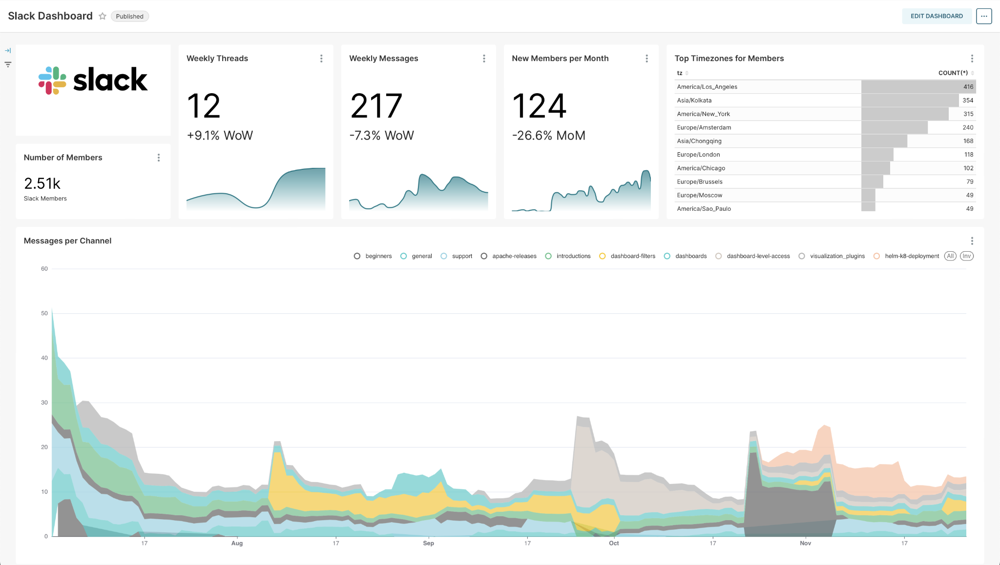 Slack Dashboard
Published
EDIT DASHBOARD
slack
Number of Members
2.51k
Slack Members
Weekly Threads
12
+9.1% WoW
Weekly Messages
217
-7.3% WoW
New Members per Month
124
-26.6% MoM
Top Timezones for Members
tz COUNT(*)
America/Los_Angeles 416
Asia/Kolkata 354
America/New_York 315
Europe/Amsterdam 240
Asia/Chongqing 168
Europe/London 118
America/Chicago 102
Europe/Brussels 79
Europe/Moscow 49
America/Sao_Paulo 49
Messages per Channel
beginners general support apache-releases introductions dashboard-filters dashboards dashboard-level-access visualization_plugins helm-k8-deployment All Inv
60
50
40
30
20
10
0
17 Aug 17 Sep 17 Oct 17 Nov 17